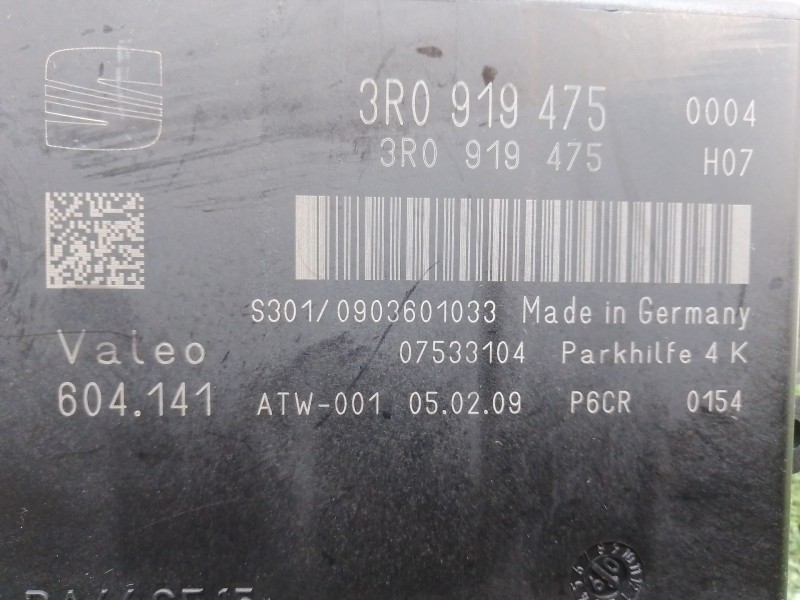 3R0 919 475 0004
3R0 919 475 H07
S301/0903601033 Made in Germany
Valeo 07533104 Parkhilfe 4 K
604.141 ATW-001 05.02.09 P6CR 0154